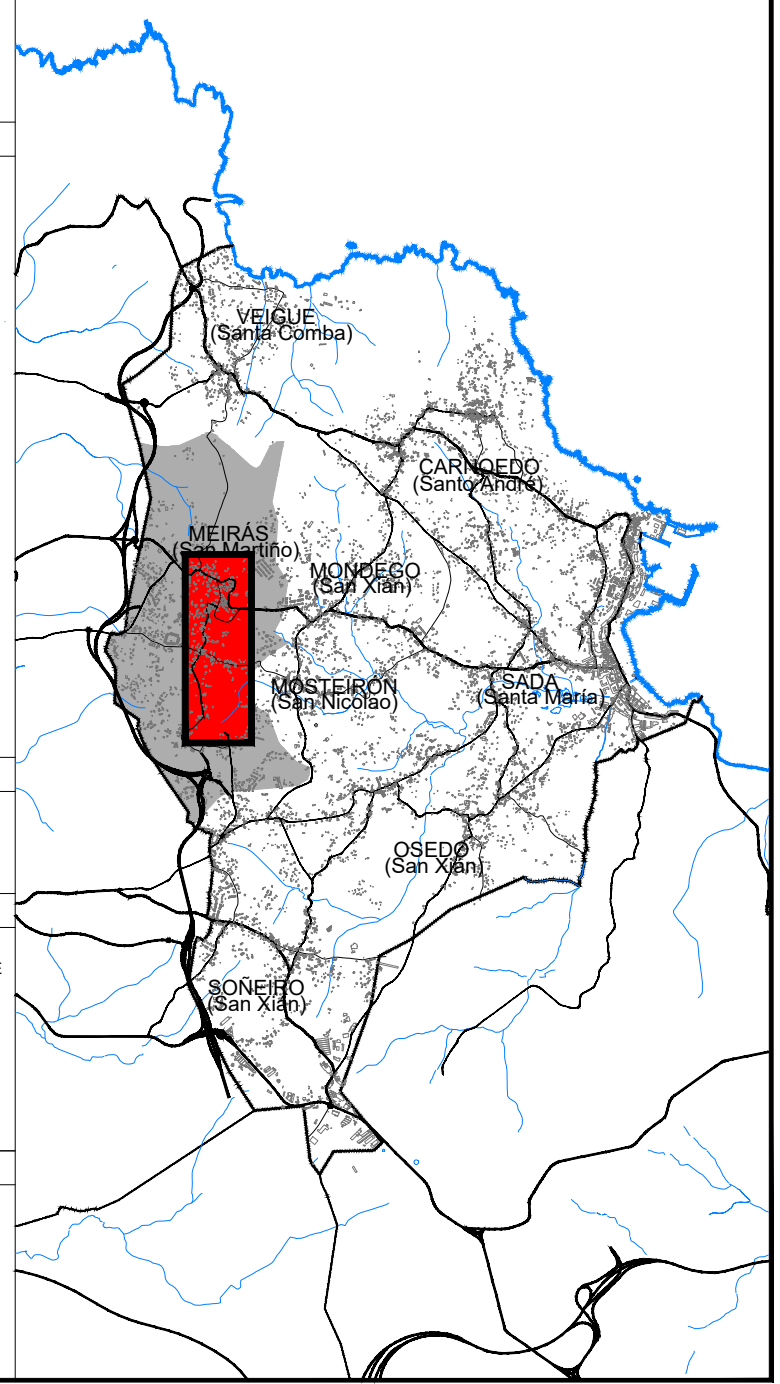 VEIGUE
(Santa Comba)
CARNOEDO
(Santo André)
MEIRÁS
(San Martiño)
MONDEGO
(San Xián)
MOSTEIRÓN
(San Nicolao)
SADA
(Santa María)
OSEDO
(San Xián)
SOÑEIRO
(San Xián)